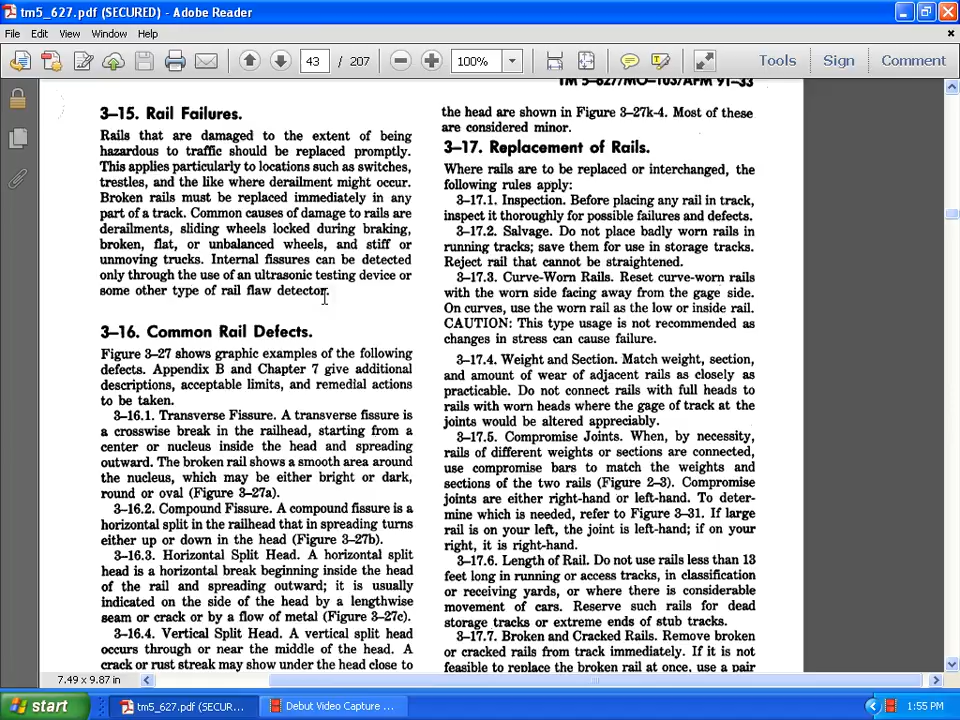 tm5_627.pdf (SECURED) - Adobe Reader
File Edit View Window Help
43 / 207 100% Tools Sign Comment
TM 5-627/MO-103/AFM 91-33
3-15. Rail Failures.
Rails that are damaged to the extent of being
hazardous to traffic should be replaced promptly.
This applies particularly to locations such as switches,
trestles, and the like where derailment might occur.
Broken rails must be replaced immediately in any
part of a track. Common causes of damage to rails are
derailments, sliding wheels locked during braking,
broken, flat, or unbalanced wheels, and stiff or
unmoving trucks. Internal fissures can be detected
only through the use of an ultrasonic testing device or
some other type of rail flaw detector.
3-16. Common Rail Defects.
Figure 3-27 shows graphic examples of the following
defects. Appendix B and Chapter 7 give additional
descriptions, acceptable limits, and remedial actions
to be taken.
3-16.1. Transverse Fissure. A transverse fissure is
a crosswise break in the railhead, starting from a
center or nucleus inside the head and spreading
outward. The broken rail shows a smooth area around
the nucleus, which may be either bright or dark,
round or oval (Figure 3-27a).
3-16.2. Compound Fissure. A compound fissure is a
horizontal split in the railhead that in spreading turns
either up or down in the head (Figure 3-27b).
3-16.3. Horizontal Split Head. A horizontal split
head is a horizontal break beginning inside the head
of the rail and spreading outward; it is usually
indicated on the side of the head by a lengthwise
seam or crack or by a flow of metal (Figure 3-27c).
3-16.4. Vertical Split Head. A vertical split head
occurs through or near the middle of the head. A
crack or rust streak may show under the head close to
the head are shown in Figure 3-27k-4. Most of these
are considered minor.
3-17. Replacement of Rails.
Where rails are to be replaced or interchanged, the
following rules apply:
3-17.1. Inspection. Before placing any rail in track,
inspect it thoroughly for possible failures and defects.
3-17.2. Salvage. Do not place badly worn rails in
running tracks; save them for use in storage tracks.
Reject rail that cannot be straightened.
3-17.3. Curve-Worn Rails. Reset curve-worn rails
with the worn side facing away from the gage side.
On curves, use the worn rail as the low or inside rail.
CAUTION: This type usage is not recommended as
changes in stress can cause failure.
3-17.4. Weight and Section. Match weight, section,
and amount of wear of adjacent rails as closely as
practicable. Do not connect rails with full heads to
rails with worn heads where the gage of track at the
joints would be altered appreciably.
3-17.5. Compromise Joints. When, by necessity,
rails of different weights or sections are connected,
use compromise bars to match the weights and
sections of the two rails (Figure 2-3). Compromise
joints are either right-hand or left-hand. To deter-
mine which is needed, refer to Figure 3-31. If large
rail is on your left, the joint is left-hand; if on your
right, it is right-hand.
3-17.6. Length of Rail. Do not use rails less than 13
feet long in running or access tracks, in classification
or receiving yards, or where there is considerable
movement of cars. Reserve such rails for dead
storage tracks or extreme ends of stub tracks.
3-17.7. Broken and Cracked Rails. Remove broken
or cracked rails from track immediately. If it is not
feasible to replace the broken rail at once, use a pair
7.49 x 9.87 in
start tm5_627.pdf (SECUR... Debut Video Capture ... 1:55 PM